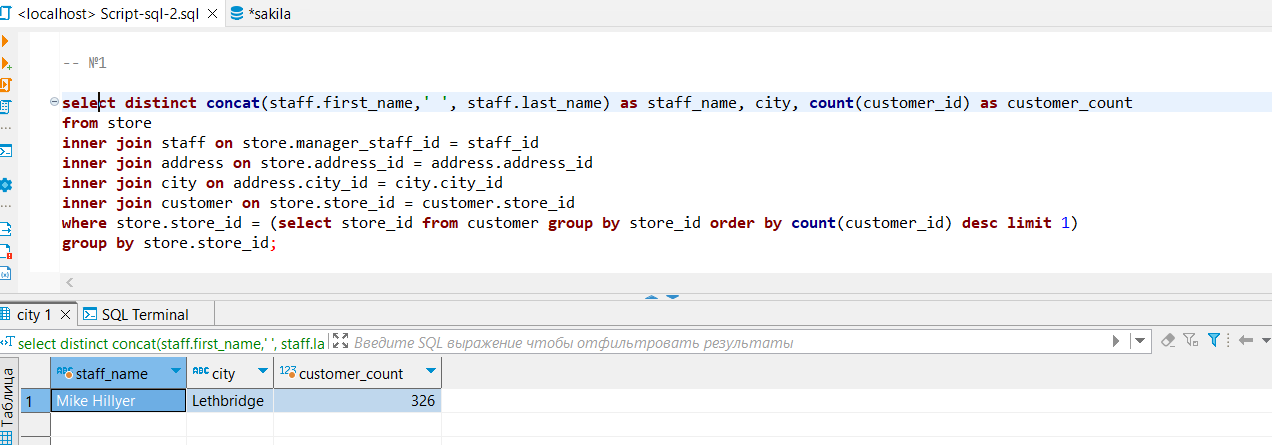 <localhost> Script-sql-2.sql
*sakila
-- №1
select distinct concat(staff.first_name,' ', staff.last_name) as staff_name, city, count(customer_id) as customer_count
from store
inner join staff on store.manager_staff_id = staff_id
inner join address on store.address_id = address.address_id
inner join city on address.city_id = city.city_id
inner join customer on store.store_id = customer.store_id
where store.store_id = (select store_id from customer group by store_id order by count(customer_id) desc limit 1)
group by store.store_id;
city 1
SQL Terminal
select distinct concat(staff.first_name,' ', staff.la
Введите SQL выражение чтобы отфильтровать результаты
Таблица
ABC staff_name
ABC city
123 customer_count
1 Mike Hillyer Lethbridge 326